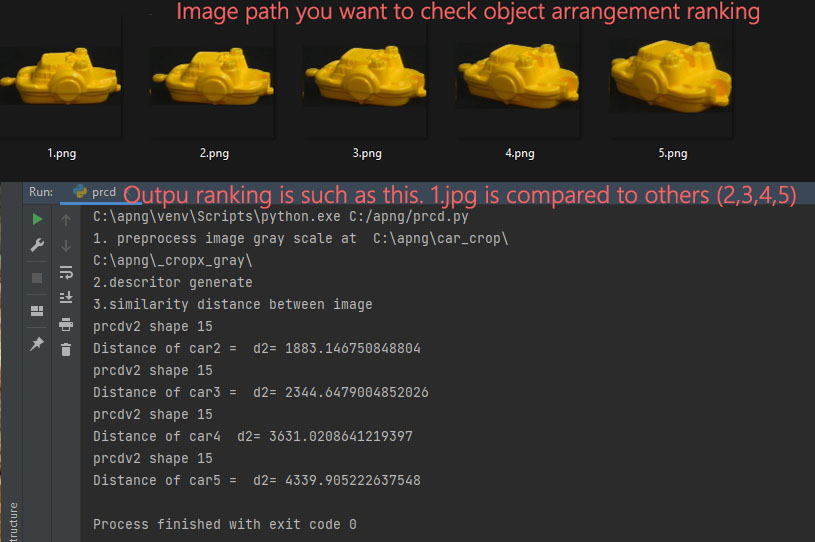 Image path you want to check object arrangement ranking
1.png
2.png
3.png
4.png
5.png
Run:
prcd
Outpu ranking is such as this. 1.jpg is compared to others (2,3,4,5)
C:\apng\venv\Scripts\python.exe C:/apng/prcd.py
1. preprocess image gray scale at  C:\apng\car_crop\
C:\apng\_cropx_gray\
2.descritor generate
3.similarity distance between image
prcdv2 shape 15
Distance of car2 =  d2= 1883.146750848804
prcdv2 shape 15
Distance of car3 =  d2= 2344.6479004852026
prcdv2 shape 15
Distance of car4  d2= 3631.0208641219397
prcdv2 shape 15
Distance of car5 =  d2= 4339.905222637548
Process finished with exit code 0